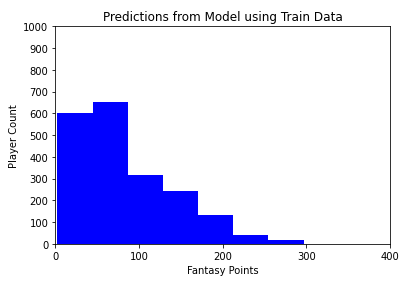 Predictions from Model using Train Data
1000
900
800
700
600
500
400
300
200
100
0
Player Count
0 100 200 300 400
Fantasy Points